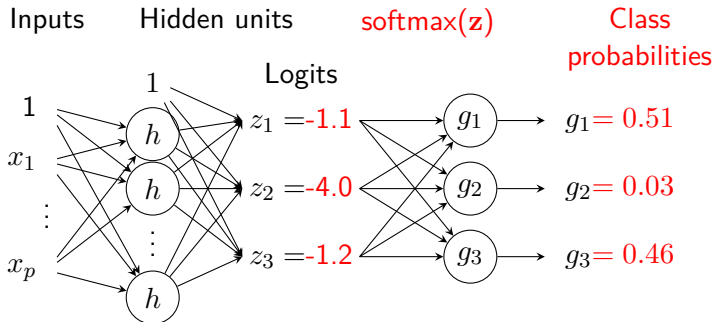 Inputs Hidden units softmax(z) Class probabilities
Logits
1
1
h
z₁ = -1.1
g₁
g₁ = 0.51
x₁
h
z₂ = -4.0
g₂
g₂ = 0.03
⋮
⋮
z₃ = -1.2
g₃
g₃ = 0.46
xₚ
h